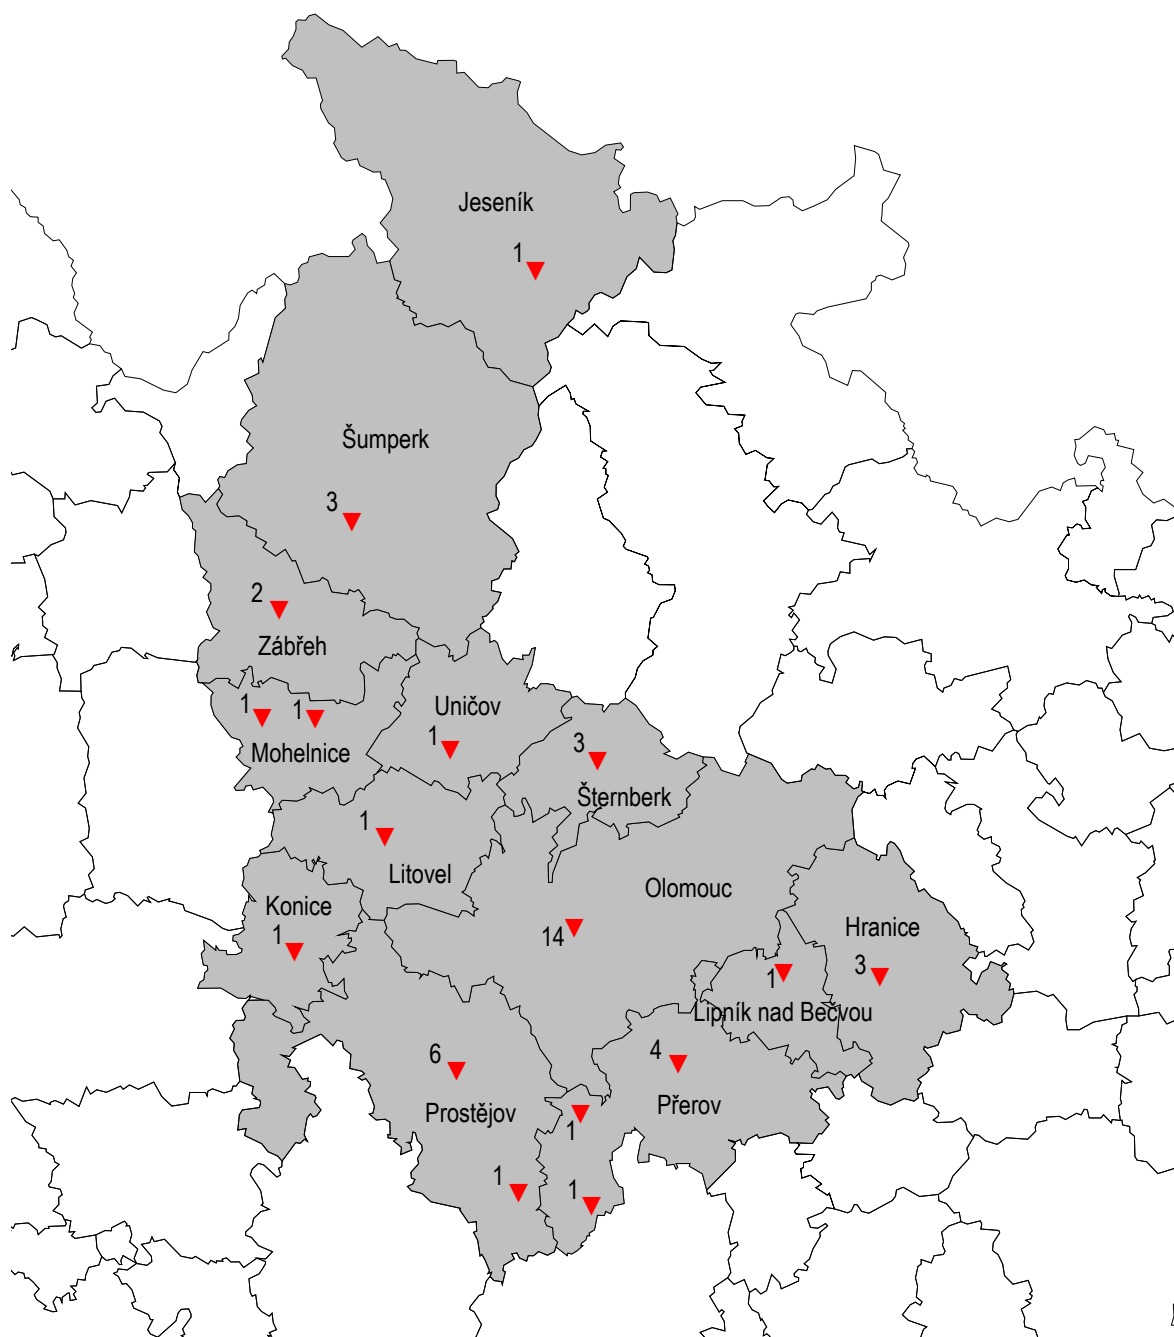 Jeseník
1
Šumperk
3
2
Zábřeh
1
1
Mohelnice
Uničov
1
3
Šternberk
1
Litovel
Konice
1
Olomouc
14
Hranice
3
1
Lipník nad Bečvou
6
Prostějov
4
Přerov
1
1
1